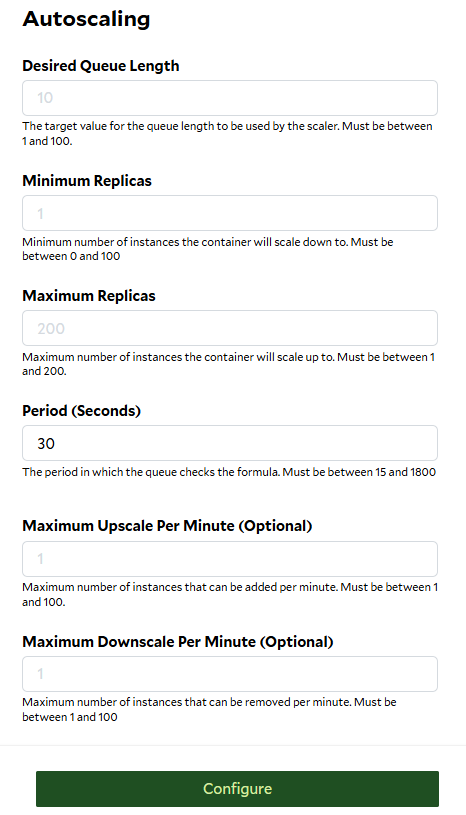 Autoscaling
Desired Queue Length
10
The target value for the queue length to be used by the scaler. Must be between
1 and 100.
Minimum Replicas
1
Minimum number of instances the container will scale down to. Must be
between 0 and 100
Maximum Replicas
200
Maximum number of instances the container will scale up to. Must be between 1
and 200.
Period (Seconds)
30
The period in which the queue checks the formula. Must be between 15 and 1800
Maximum Upscale Per Minute (Optional)
1
Maximum number of instances that can be added per minute. Must be between 1
and 100.
Maximum Downscale Per Minute (Optional)
1
Maximum number of instances that can be removed per minute. Must be
between 1 and 100
Configure